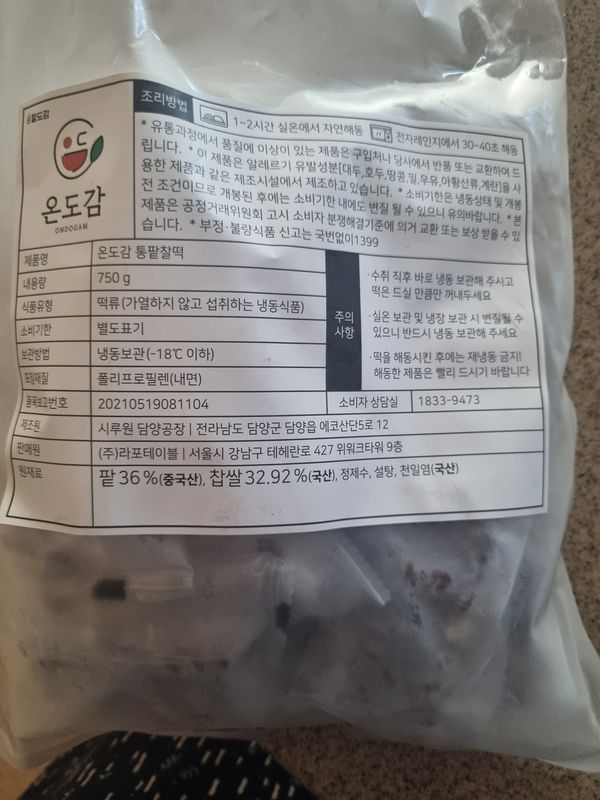 온도감
ONDOGAM
조리방법
1~2시간 실온에서 자연해동
전자레인지에서 30~40초 해동
* 유통과정에서 품질에 이상이 있는 제품은 구입처나 당사에서 반품 또는 교환하여 드
립니다. * 이 제품은 알레르기 유발성분[대두,호두,땅콩,밀,우유,아황산류,계란]을 사
용한 제품과 같은 제조시설에서 제조하고 있습니다. * 소비기한은 냉동상태 및 개봉
전 조건이므로 개봉된 후에는 소비기한 내에도 변질 될 수 있으니 유의바랍니다. * 본
제품은 공정거래위원회 고시 소비자 분쟁해결기준에 의거 교환 또는 보상 받을 수 있
습니다. * 부정·불량식품 신고는 국번없이1399
제품명 온도감 통팥찰떡
내용량 750 g
식품유형 떡류(가열하지 않고 섭취하는 냉동식품)
소비기한 별도표기
보관방법 냉동보관(-18℃ 이하)
포장재질 폴리프로필렌(내면)
주의
사항
·수취 직후 바로 냉동 보관해 주시고
떡은 드실 만큼만 꺼내두세요
·실온 보관 및 냉장 보관 시 변질될 수
있으니 반드시 냉동 보관해 주세요
·떡을 해동시킨 후에는 재냉동 금지!
해동한 제품은 빨리 드시기 바랍니다
품목보고번호 20210519081104 소비자 상담실 1833-9473
제조원 시루원 담양공장 | 전라남도 담양군 담양읍 에코산단5로 12
판매원 (주)라포테이블 | 서울시 강남구 테헤란로 427 위워크타워 9층
원재료 팥 36 %(중국산), 찹쌀 32.92 %(국산), 정제수, 설탕, 천일염(국산)